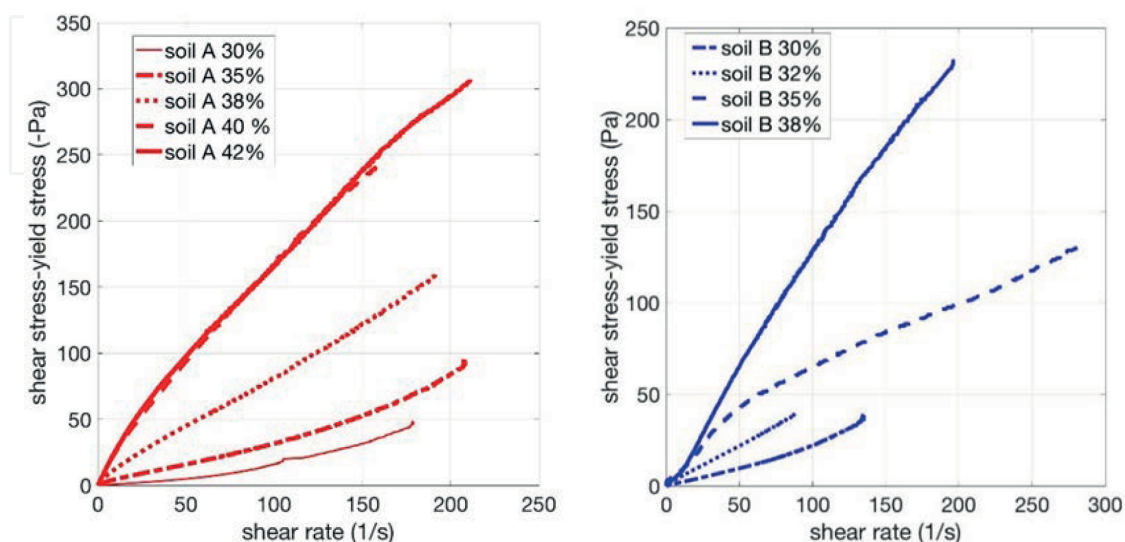 350
300
250
200
150
100
50
0
shear stress-yield stress (-Pa)
soil A 30%
soil A 35%
soil A 38%
soil A 40 %
soil A 42%
0 50 100 150 200 250
shear rate (1/s)
250
200
150
100
50
0
shear stress-yield stress (Pa)
soil B 30%
soil B 32%
soil B 35%
soil B 38%
0 50 100 150 200 250 300
shear rate (1/s)